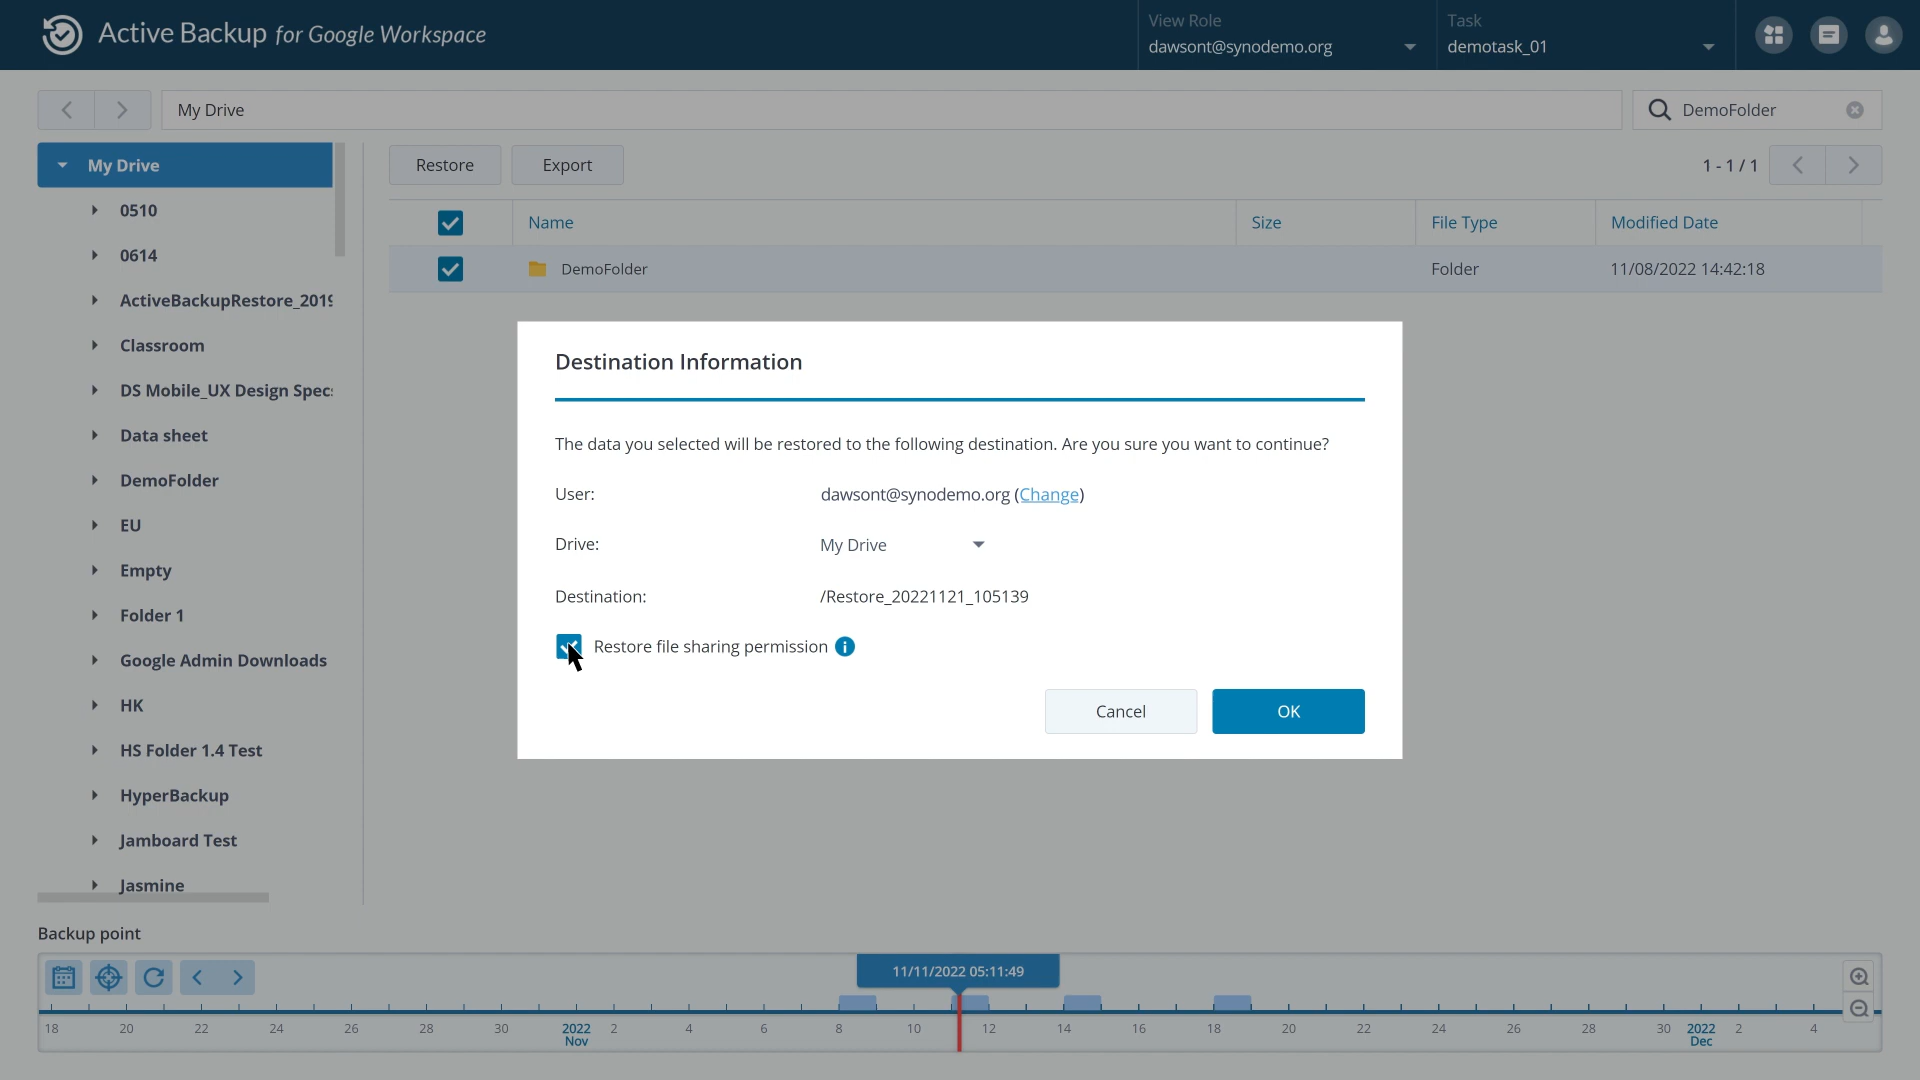 Active Backup for Google Workspace
View Role
dawsont@synodemo.org
Task
demotask_01
My Drive
DemoFolder
My Drive
0510
0614
ActiveBackupRestore_2019
Classroom
DS Mobile_UX Design Specs
Data sheet
DemoFolder
EU
Empty
Folder 1
Google Admin Downloads
HK
HS Folder 1.4 Test
HyperBackup
Jamboard Test
Jasmine
Restore
Export
1 - 1 / 1
Name
Size
File Type
Modified Date
DemoFolder
Folder
11/08/2022 14:42:18
Destination Information
The data you selected will be restored to the following destination. Are you sure you want to continue?
User: dawsont@synodemo.org (Change)
Drive: My Drive
Destination: /Restore_20221121_105139
Restore file sharing permission
Cancel
OK
Backup point
11/11/2022 05:11:49
18 20 22 24 26 28 30 2022 2 4 6 8 10 12 14 16 18 20 22 24 26 28 30 2022 2 4
Nov Dec